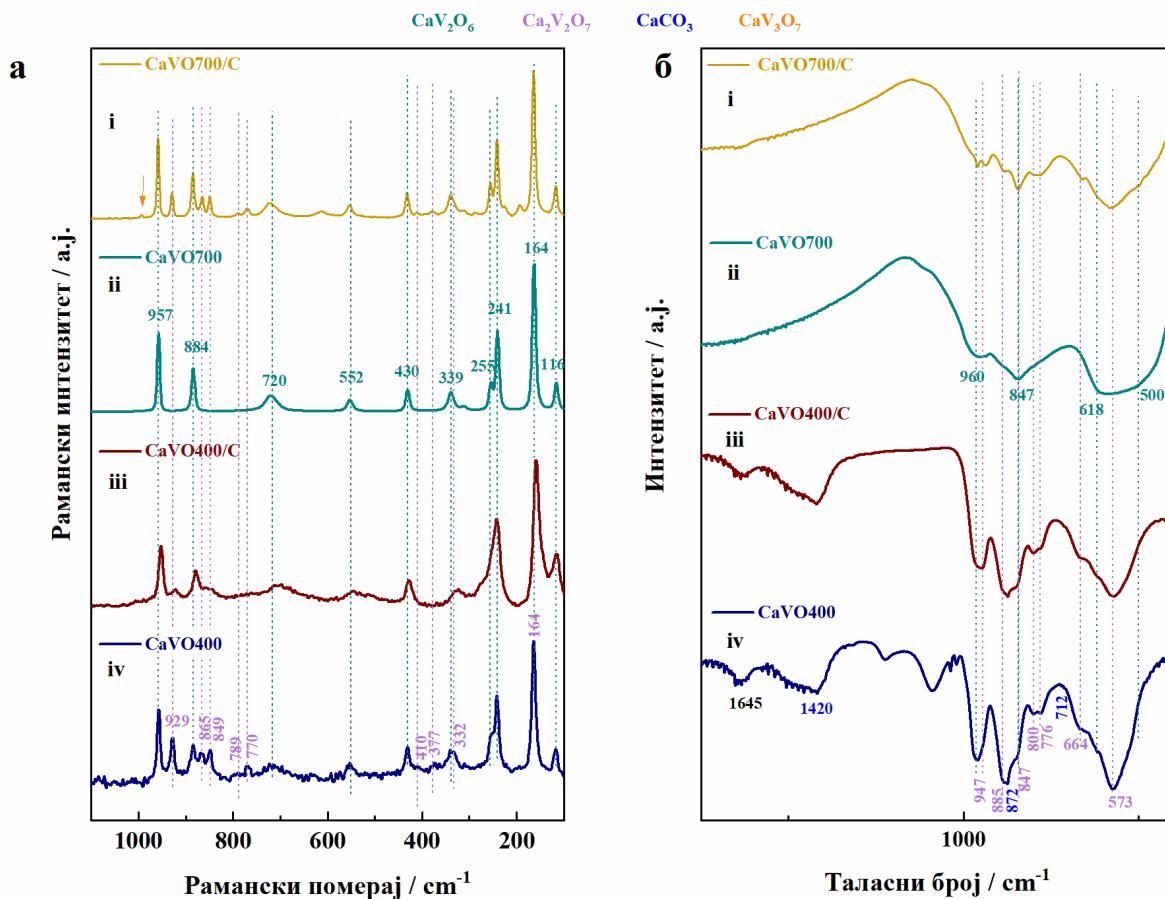 CaV₂O₆ Ca₂V₂O₇ CaCO₃ CaV₃O₇
а
CaVO700/C
i
CaVO700
ii
957
884
720
552
430
339
255
241
164
116
CaVO400/C
iii
CaVO400
iv
929
865
849
789
770
410
377
332
164
1000 800 600 400 200
Рамански померај / cm⁻¹
Рамански интензитет / а.ј.
б
CaVO700/C
i
CaVO700
ii
960
847
618
500
CaVO400/C
iii
CaVO400
iv
1645
1420
947
885
872
847
800
776
712
664
573
1000
Таласни број / cm⁻¹
Интензитет / а.ј.